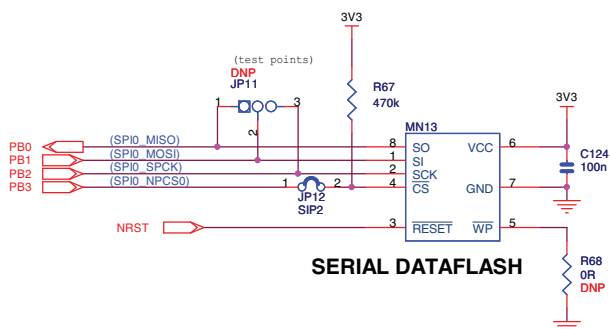 3V3
(test points)
DNP
JP11
1
3
2
R67
470k
3V3
MN13
PB0
(SPI0_MISO)
8
SO
VCC
6
PB1
(SPI0_MOSI)
1
SI
C124
100n
PB2
(SPI0_SPCK)
2
SCK
PB3
(SPI0_NPCS0)
1
2
4
CS
GND
7
JP12
SIP2
NRST
3
RESET
WP
5
SERIAL DATAFLASH
R68
0R
DNP